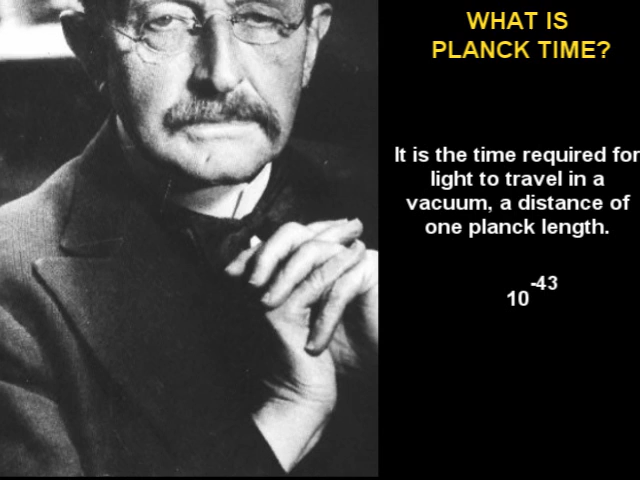 WHAT IS
PLANCK TIME?
It is the time required for
light to travel in a
vacuum, a distance of
one planck length.
10^-43